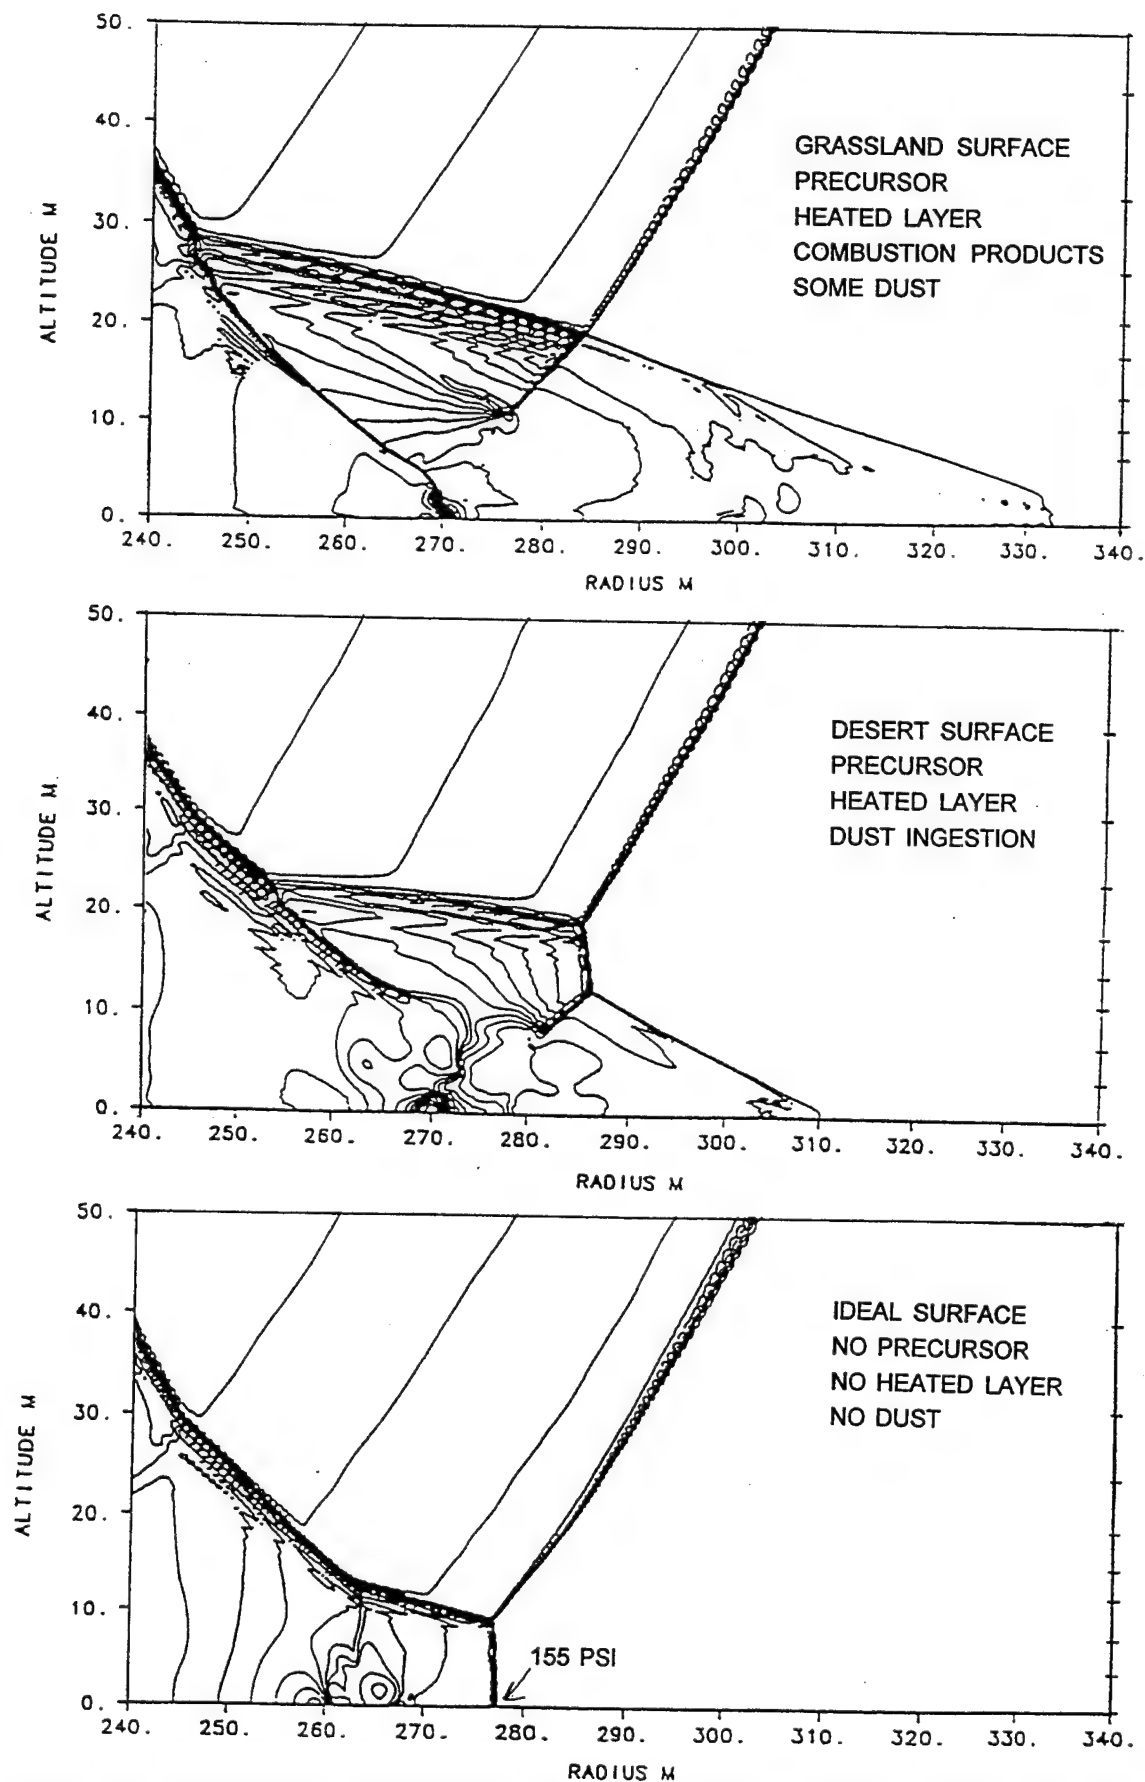 50.
40.
30.
20.
10.
0.
ALTITUDE M
GRASSLAND SURFACE
PRECURSOR
HEATED LAYER
COMBUSTION PRODUCTS
SOME DUST
240. 250. 260. 270. 280. 290. 300. 310. 320. 330. 340.
RADIUS M
50.
40.
30.
20.
10.
0.
ALTITUDE M.
DESERT SURFACE
PRECURSOR
HEATED LAYER
DUST INGESTION
240. 250. 260. 270. 280. 290. 300. 310. 320. 330. 340.
RADIUS M
50.
40.
30.
20.
10.
0.
ALTITUDE M
IDEAL SURFACE
NO PRECURSOR
NO HEATED LAYER
NO DUST
155 PSI
240. 250. 260. 270. 280. 290. 300. 310. 320. 330. 340.
RADIUS M